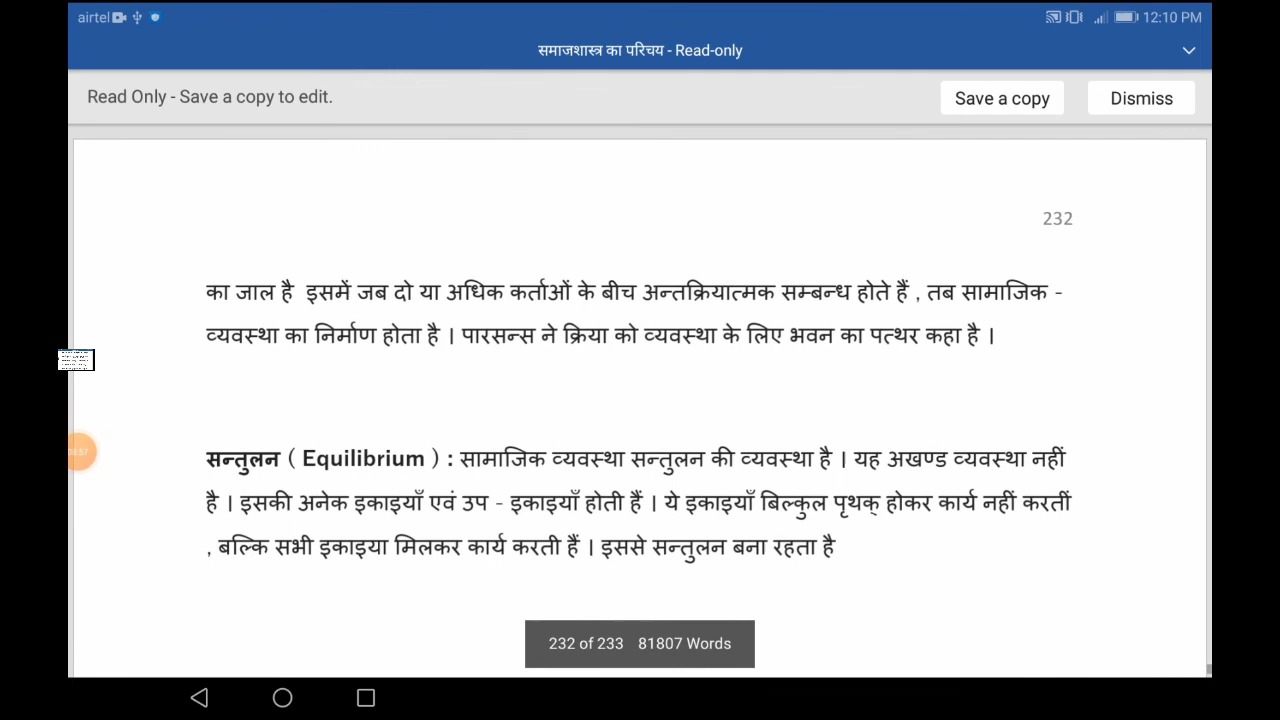 airtel
12:10 PM
समाजशास्त्र का परिचय - Read-only
Read Only - Save a copy to edit.
Save a copy
Dismiss
232
का जाल है इसमें जब दो या अधिक कर्ताओं के बीच अन्तक्रियात्मक सम्बन्ध होते हैं , तब सामाजिक -
व्यवस्था का निर्माण होता है । पारसन्स ने क्रिया को व्यवस्था के लिए भवन का पत्थर कहा है ।
सन्तुलन ( Equilibrium ) : सामाजिक व्यवस्था सन्तुलन की व्यवस्था है । यह अखण्ड व्यवस्था नहीं
है । इसकी अनेक इकाइयाँ एवं उप - इकाइयाँ होती हैं । ये इकाइयाँ बिल्कुल पृथक् होकर कार्य नहीं करतीं
, बल्कि सभी इकाइया मिलकर कार्य करती हैं । इससे सन्तुलन बना रहता है
232 of 233 81807 Words